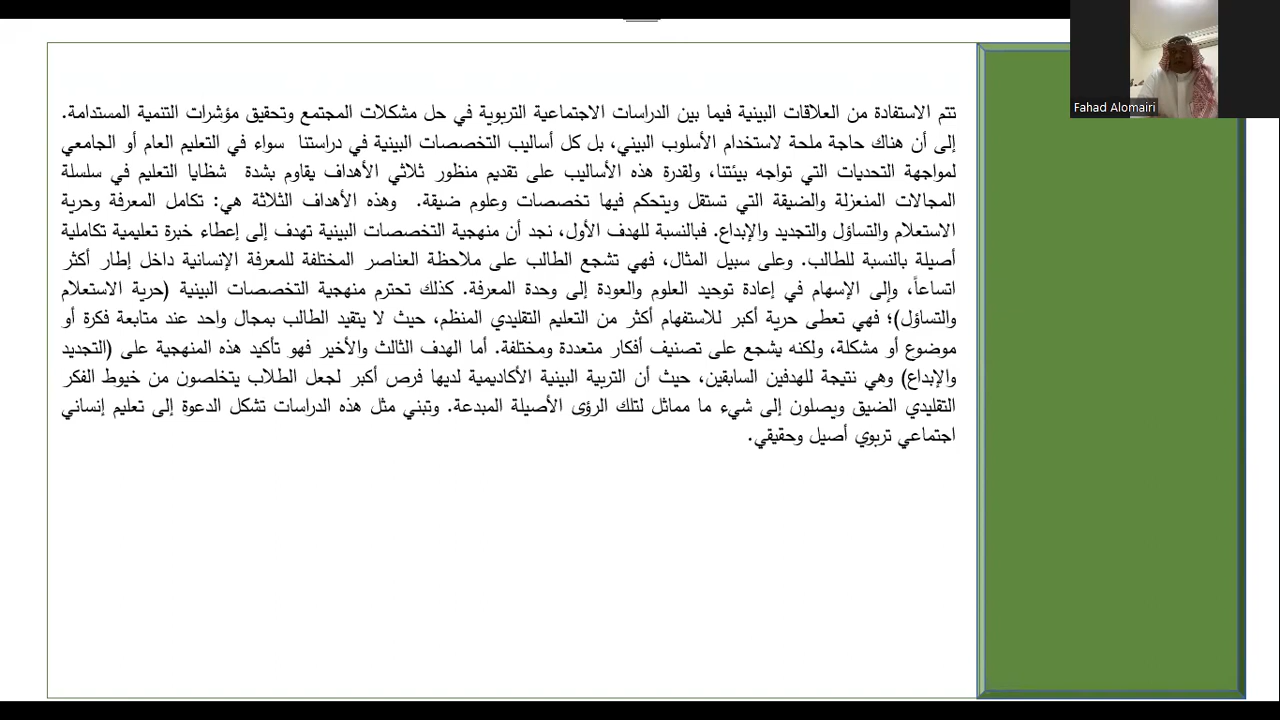 تتم الاستفادة من العلاقات البينية فيما بين الدراسات الاجتماعية التربوية في حل مشكلات المجتمع وتحقيق مؤشرات التنمية المستدامة.
إلى أن هناك حاجة ملحة لاستخدام الأسلوب البيني، بل كل أساليب التخصصات البينية في دراستنا سواء في التعليم العام أو الجامعي
لمواجهة التحديات التي تواجه بيئتنا، ولقدرة هذه الأساليب على تقديم منظور ثلاثي الأهداف يقاوم بشدة شظايا التعليم في سلسلة
المجالات المنعزلة والضيقة التي تستقل ويتحكم فيها تخصصات وعلوم ضيقة. وهذه الأهداف الثلاثة هي: تكامل المعرفة وحرية
الاستعلام والتساؤل والتجديد والإبداع. فبالنسبة للهدف الأول، نجد أن منهجية التخصصات البينية تهدف إلى إعطاء خبرة تعليمية تكاملية
أصيلة بالنسبة للطالب. وعلى سبيل المثال، فهي تشجع الطالب على ملاحظة العناصر المختلفة للمعرفة الإنسانية داخل إطار أكثر
اتساعاً، وإلى الإسهام في إعادة توحيد العلوم والعودة إلى وحدة المعرفة. كذلك تحترم منهجية التخصصات البينية (حرية الاستعلام
والتساؤل)؛ فهي تعطى حرية أكبر للاستفهام أكثر من التعليم التقليدي المنظم، حيث لا يتقيد الطالب بمجال واحد عند متابعة فكرة أو
موضوع أو مشكلة، ولكنه يشجع على تصنيف أفكار متعددة ومختلفة. أما الهدف الثالث والأخير فهو تأكيد هذه المنهجية على (التجديد
والإبداع) وهي نتيجة للهدفين السابقين، حيث أن التربية البينية الأكاديمية لديها فرص أكبر لجعل الطلاب يتخلصون من خيوط الفكر
التقليدي الضيق ويصلون إلى شيء ما مماثل لتلك الرؤى الأصيلة المبدعة. وتبني مثل هذه الدراسات تشكل الدعوة إلى تعليم إنساني
اجتماعي تربوي أصيل وحقيقي.
Fahad Alomairi